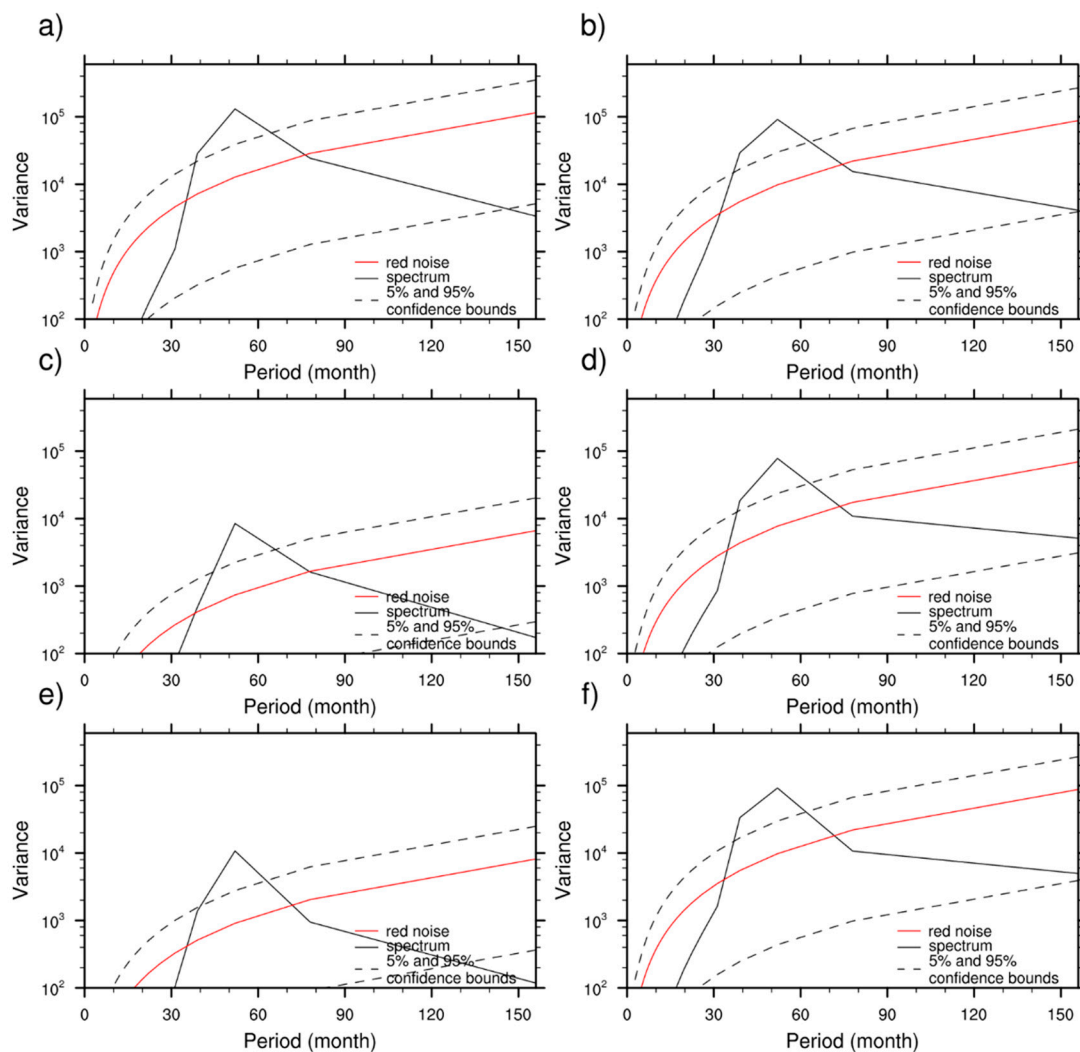 a)
Variance
10^5
10^4
10^3
10^2
0 30 60 90 120 150
Period (month)
red noise
spectrum
5% and 95%
confidence bounds
b)
Variance
10^5
10^4
10^3
10^2
0 30 60 90 120 150
Period (month)
red noise
spectrum
5% and 95%
confidence bounds
c)
Variance
10^5
10^4
10^3
10^2
0 30 60 90 120 150
Period (month)
red noise
spectrum
5% and 95%
confidence bounds
d)
Variance
10^5
10^4
10^3
10^2
0 30 60 90 120 150
Period (month)
red noise
spectrum
5% and 95%
confidence bounds
e)
Variance
10^5
10^4
10^3
10^2
0 30 60 90 120 150
Period (month)
red noise
spectrum
5% and 95%
confidence bounds
f)
Variance
10^5
10^4
10^3
10^2
0 30 60 90 120 150
Period (month)
red noise
spectrum
5% and 95%
confidence bounds